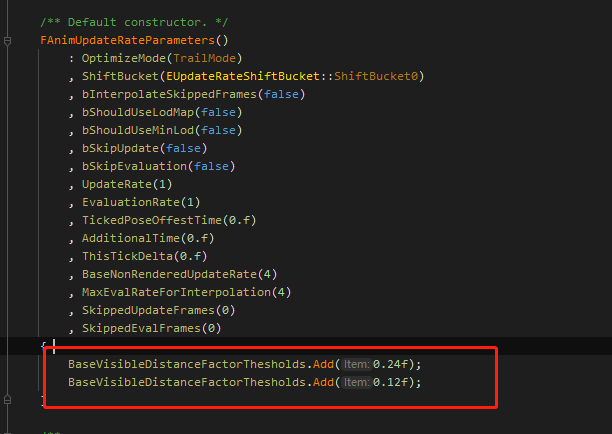 /** Default constructor. */
FAnimUpdateRateParameters()
: OptimizeMode(TrailMode)
, ShiftBucket(EUpdateRateShiftBucket::ShiftBucket0)
, bInterpolateSkippedFrames(false)
, bShouldUseLodMap(false)
, bShouldUseMinLod(false)
, bSkipUpdate(false)
, bSkipEvaluation(false)
, UpdateRate(1)
, EvaluationRate(1)
, TickedPoseOffestTime(0.f)
, AdditionalTime(0.f)
, ThisTickDelta(0.f)
, BaseNonRenderedUpdateRate(4)
, MaxEvalRateForInterpolation(4)
, SkippedUpdateFrames(0)
, SkippedEvalFrames(0)
{
BaseVisibleDistanceFactorThesholds.Add(Item:0.24f);
BaseVisibleDistanceFactorThesholds.Add(Item:0.12f);
}